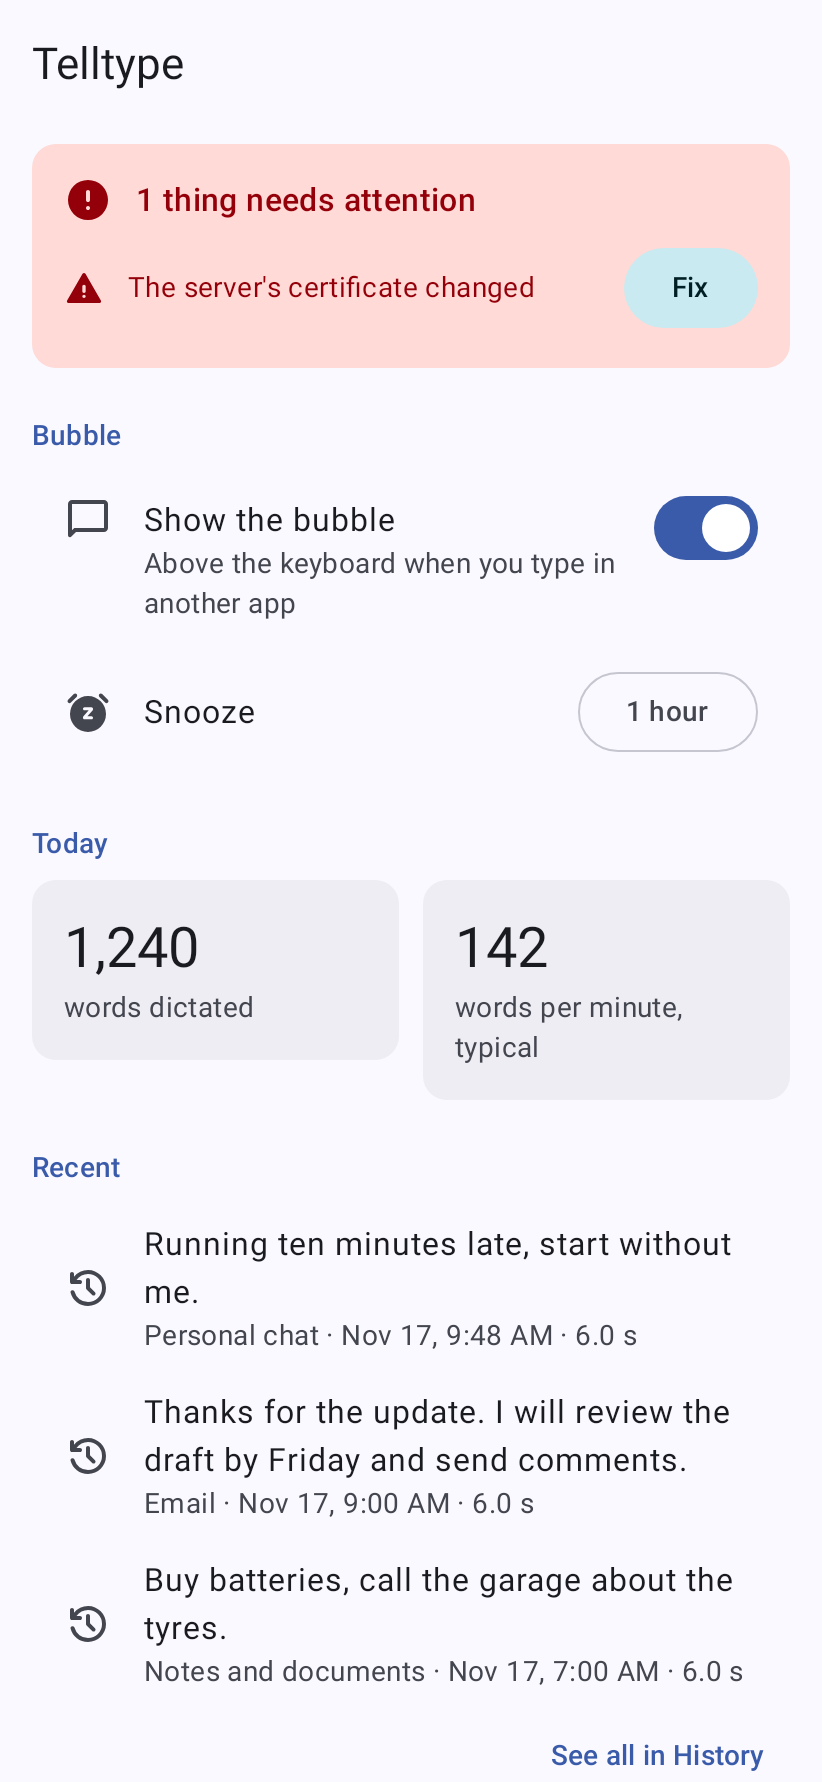 Telltype
1 thing needs attention
The server's certificate changed
Fix
Bubble
Show the bubble
Above the keyboard when you type in
another app
Snooze
1 hour
Today
1,240
words dictated
142
words per minute,
typical
Recent
Running ten minutes late, start without
me.
Personal chat · Nov 17, 9:48 AM · 6.0 s
Thanks for the update. I will review the
draft by Friday and send comments.
Email · Nov 17, 9:00 AM · 6.0 s
Buy batteries, call the garage about the
tyres.
Notes and documents · Nov 17, 7:00 AM · 6.0 s
See all in History